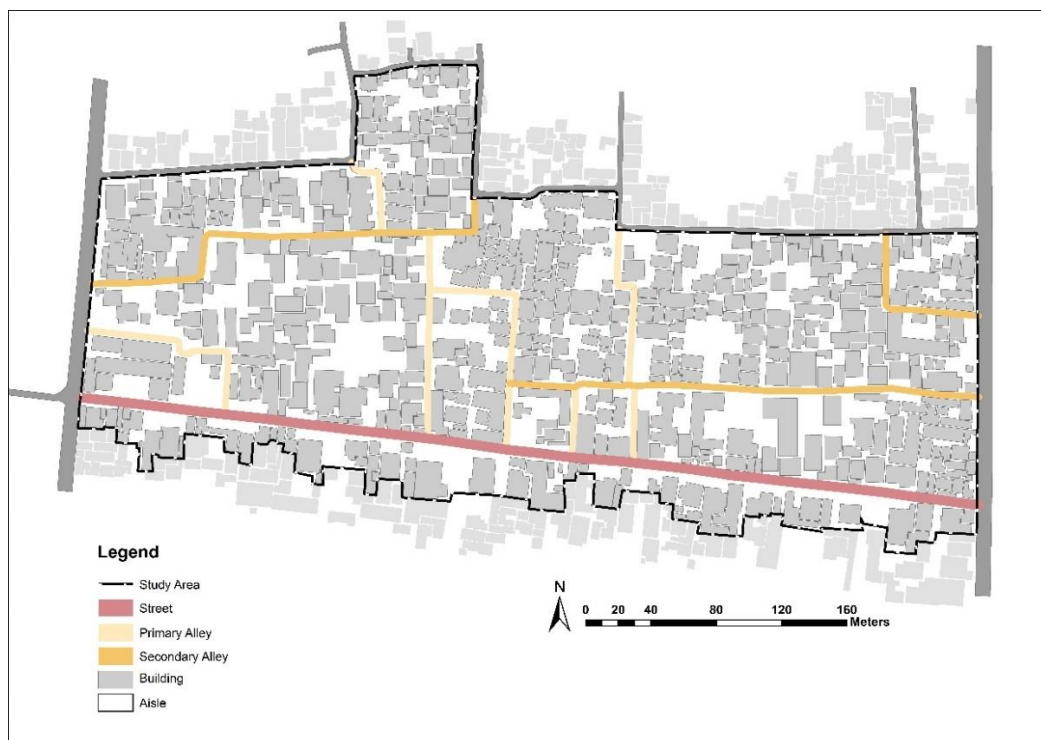 Legend
Study Area
Street
Primary Alley
Secondary Alley
Building
Aisle
N
0 20 40 80 120 160
Meters